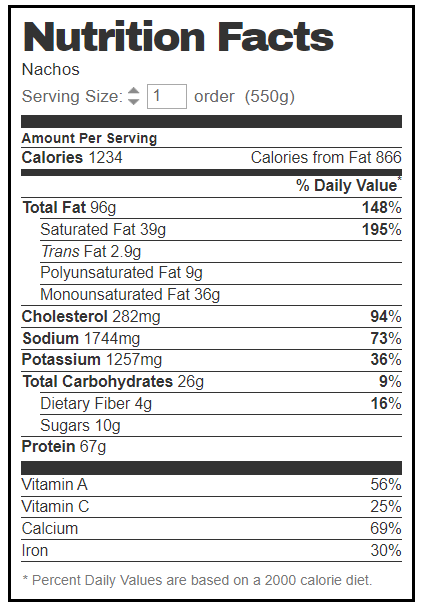 Nutrition Facts
Nachos
Serving Size: 1 order (550g)
Amount Per Serving
Calories 1234 Calories from Fat 866
% Daily Value*
Total Fat 96g 148%
Saturated Fat 39g 195%
Trans Fat 2.9g
Polyunsaturated Fat 9g
Monounsaturated Fat 36g
Cholesterol 282mg 94%
Sodium 1744mg 73%
Potassium 1257mg 36%
Total Carbohydrates 26g 9%
Dietary Fiber 4g 16%
Sugars 10g
Protein 67g
Vitamin A 56%
Vitamin C 25%
Calcium 69%
Iron 30%
* Percent Daily Values are based on a 2000 calorie diet.